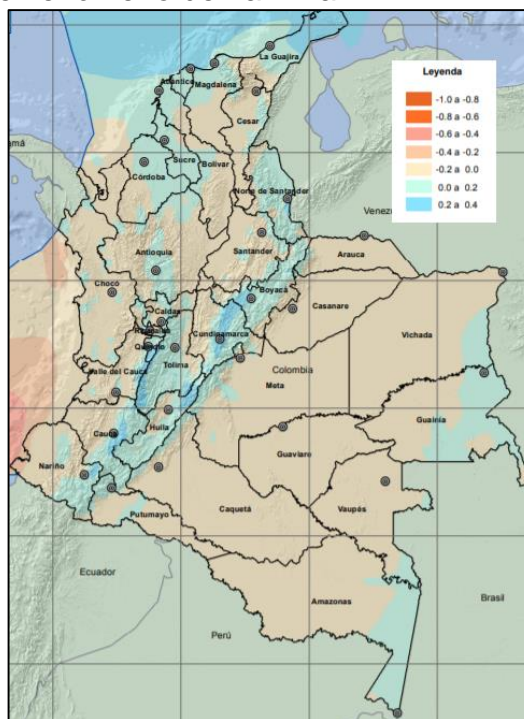 La Guajira
Atlántico
Magdalena
Cesar
Leyenda
-1.0 a -0.8
-0.8 a -0.6
-0.6 a -0.4
-0.4 a -0.2
-0.2 a 0.0
0.0 a 0.2
0.2 a 0.4
Sucre
Bolívar
Córdoba
Norte de Santander
Antioquia
Santander
Arauca
Chocó
Boyacá
Casanare
Caldas
Cundinamarca
Vichada
Quindío
Tolima
Valle del Cauca
Colombia
Meta
Guainía
Cauca
Huila
Guaviare
Nariño
Caquetá
Vaupés
Putumayo
Ecuador
Amazonas
Brasil
Perú